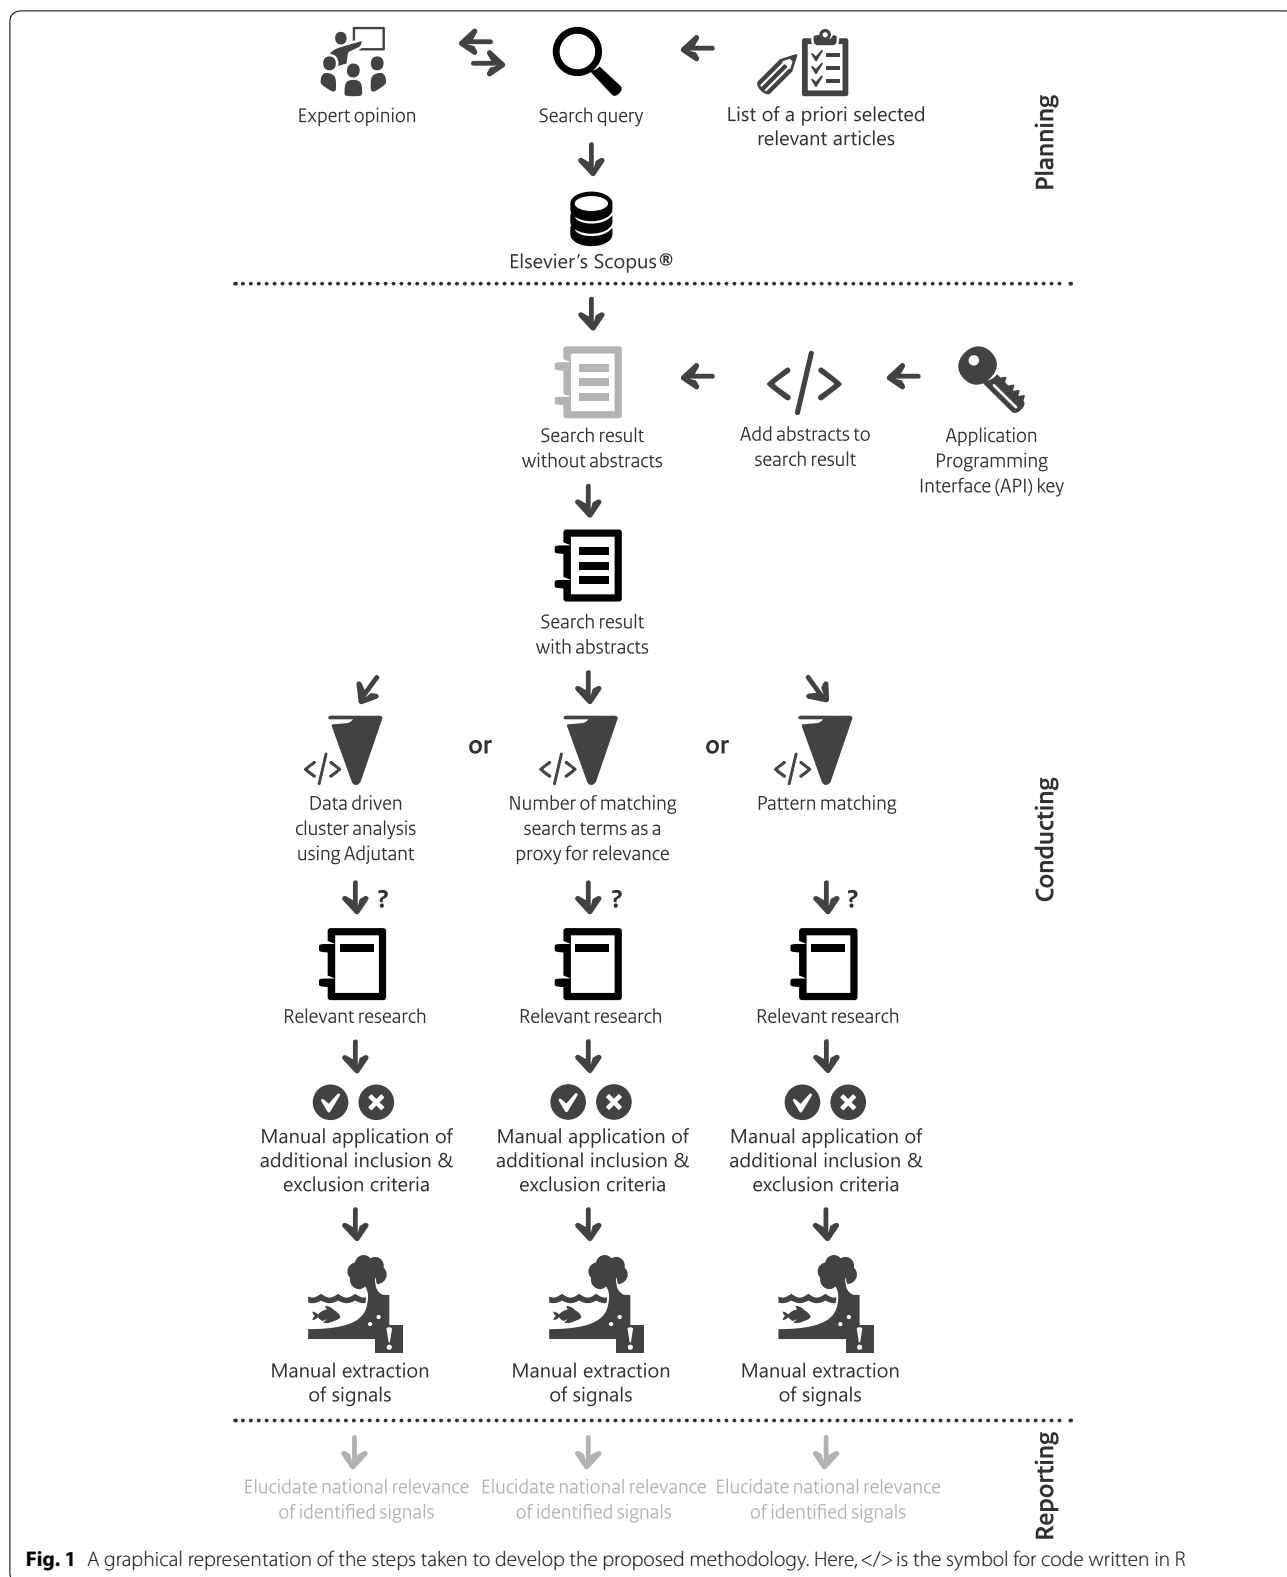 Expert opinion
Search query
List of a priori selected
relevant articles
Planning
Elsevier's Scopus®
</>
Search result
without abstracts
Add abstracts to
search result
Application
Programming
Interface (API) key
Search result
with abstracts
or
or
</>
</>
</>
Data driven
cluster analysis
using Adjutant
Number of matching
search terms as a
proxy for relevance
Pattern matching
Conducting
?
?
?
Relevant research
Relevant research
Relevant research
Manual application of
additional inclusion &
exclusion criteria
Manual application of
additional inclusion &
exclusion criteria
Manual application of
additional inclusion &
exclusion criteria
!
!
!
Manual extraction
of signals
Manual extraction
of signals
Manual extraction
of signals
Reporting
Elucidate national relevance
of identified signals
Elucidate national relevance
of identified signals
Elucidate national relevance
of identified signals
Fig. 1 A graphical representation of the steps taken to develop the proposed methodology. Here, </> is the symbol for code written in R